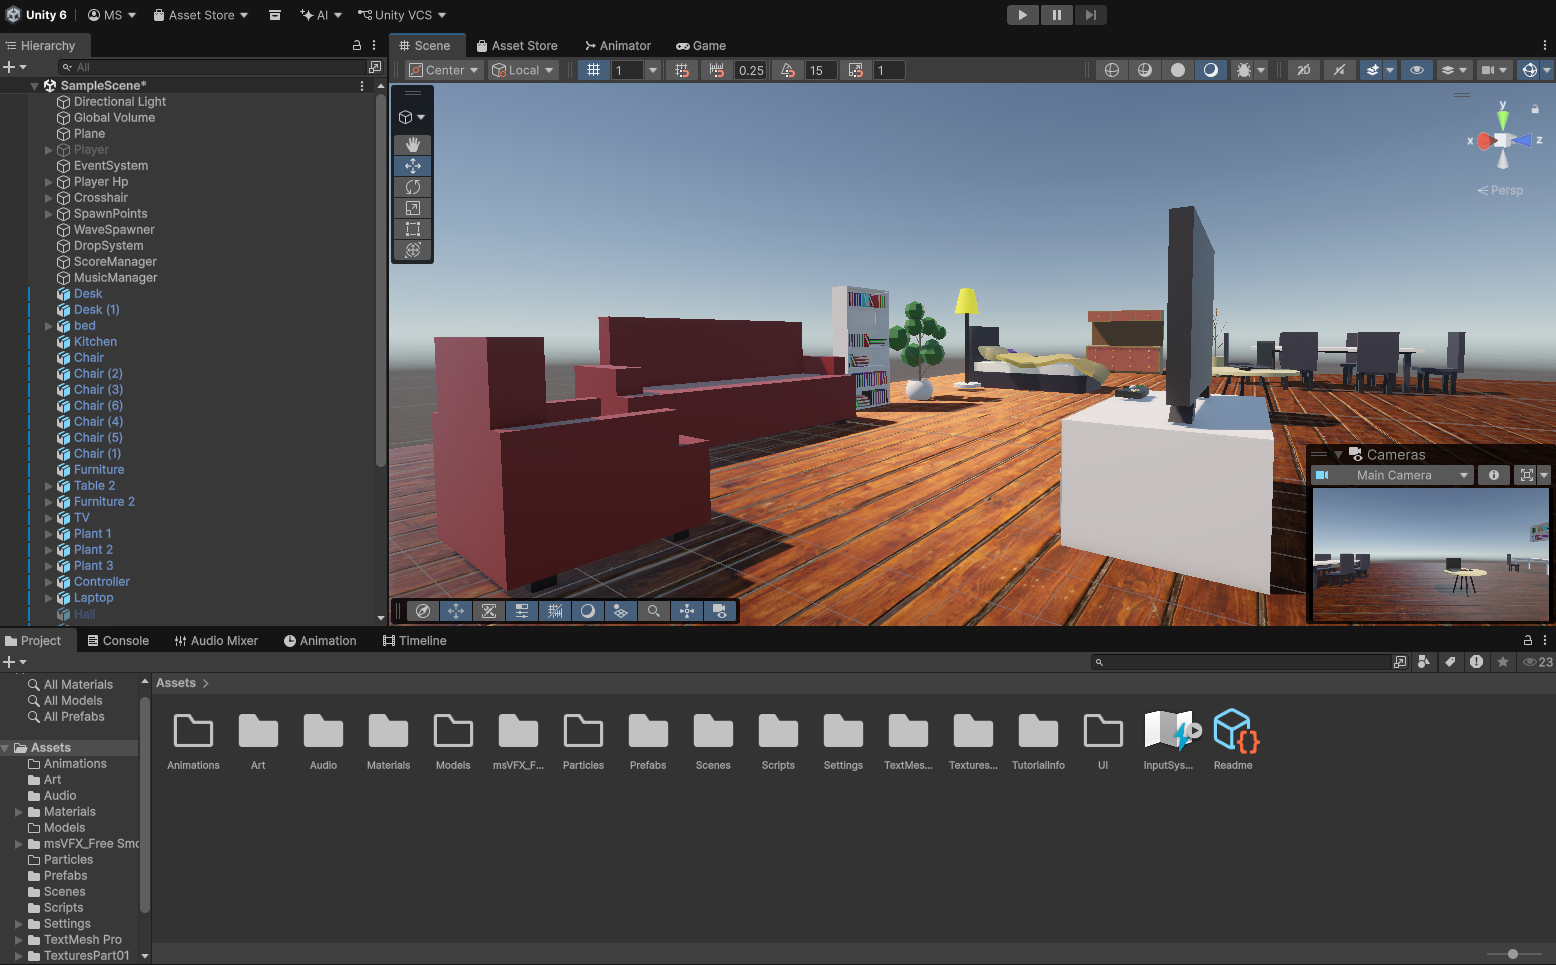 Unity 6 MS Asset Store AI Unity VCS
Hierarchy
All
SampleScene*
Directional Light
Global Volume
Plane
Player
EventSystem
Player Hp
Crosshair
SpawnPoints
WaveSpawner
DropSystem
ScoreManager
MusicManager
Desk
Desk (1)
bed
Kitchen
Chair
Chair (2)
Chair (3)
Chair (6)
Chair (4)
Chair (5)
Chair (1)
Furniture
Table 2
Furniture 2
TV
Plant 1
Plant 2
Plant 3
Controller
Laptop
Scene Asset Store Animator Game
Center Local 1 0.25 15 1 2D
y
x z
Persp
Cameras
Main Camera
Project Console Audio Mixer Animation Timeline
23
All Materials
All Models
All Prefabs
Assets
Animations
Art
Audio
Materials
Models
msVFX_Free Smo
Particles
Prefabs
Scenes
Scripts
Settings
TextMesh Pro
TexturesPart01
Assets >
Animations Art Audio Materials Models msVFX_F... Particles Prefabs Scenes Scripts Settings TextMes... Textures... TutorialInfo UI InputSys... Readme